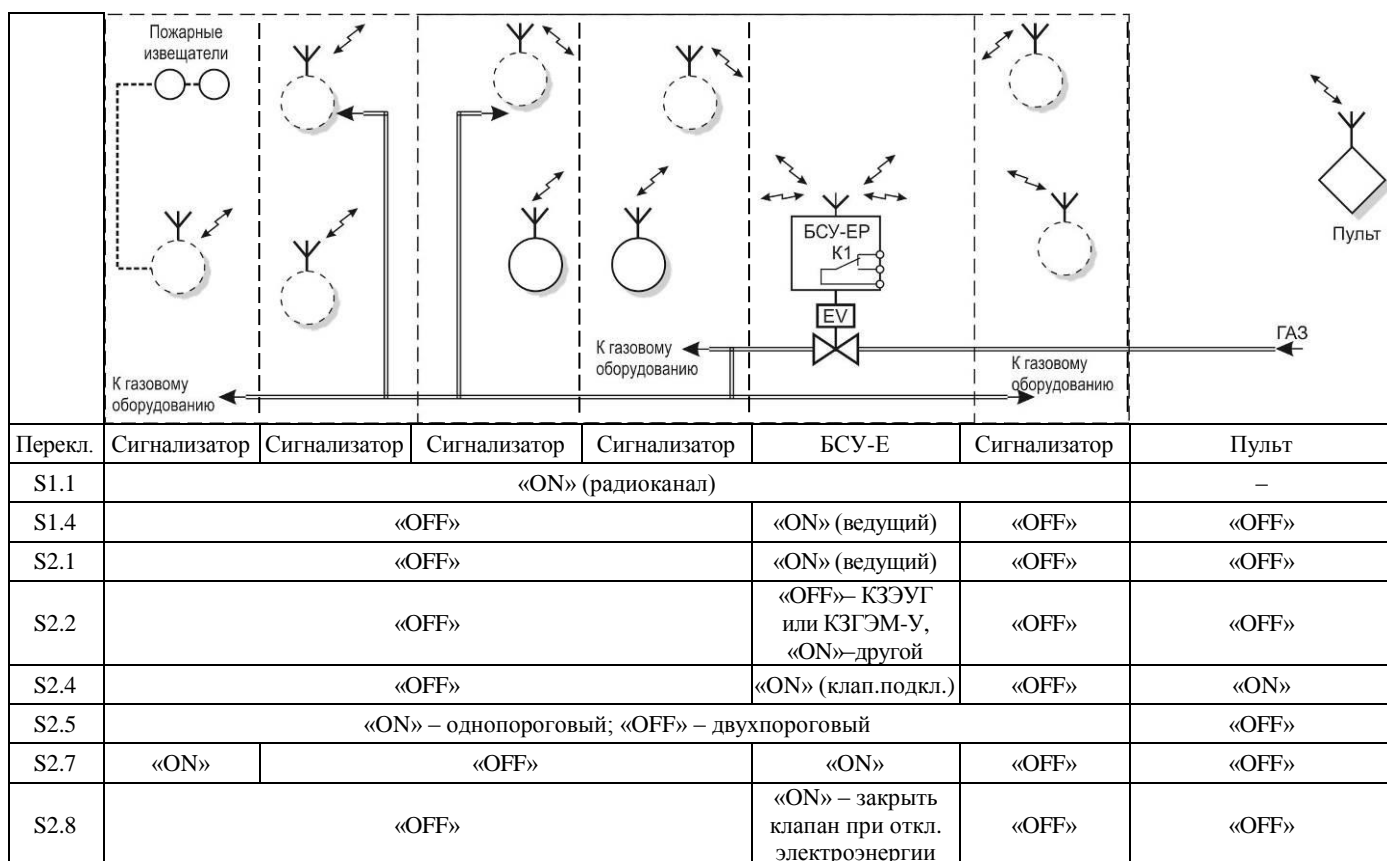 Пожарные
извещатели
БСУ-ЕР
К1
EV
Пульт
ГАЗ
К газовому
оборудованию
К газовому
оборудованию
К газовому
оборудованию
Перекл. Сигнализатор Сигнализатор Сигнализатор Сигнализатор БСУ-Е Сигнализатор Пульт
S1.1 «ON» (радиоканал) –
S1.4 «OFF» «ON» (ведущий) «OFF» «OFF»
S2.1 «OFF» «ON» (ведущий) «OFF» «OFF»
«OFF»– КЗЭУГ
S2.2 «OFF» или КЗГЭМ-У, «OFF» «OFF»
«ON»–другой
S2.4 «OFF» «ON» (клап.подкл.) «OFF» «ON»
S2.5 «ON» – однопороговый; «OFF» – двухпороговый «OFF»
S2.7 «ON» «OFF» «ON» «OFF» «OFF»
«ON» – закрыть
S2.8 «OFF» клапан при откл. «OFF» «OFF»
электроэнергии